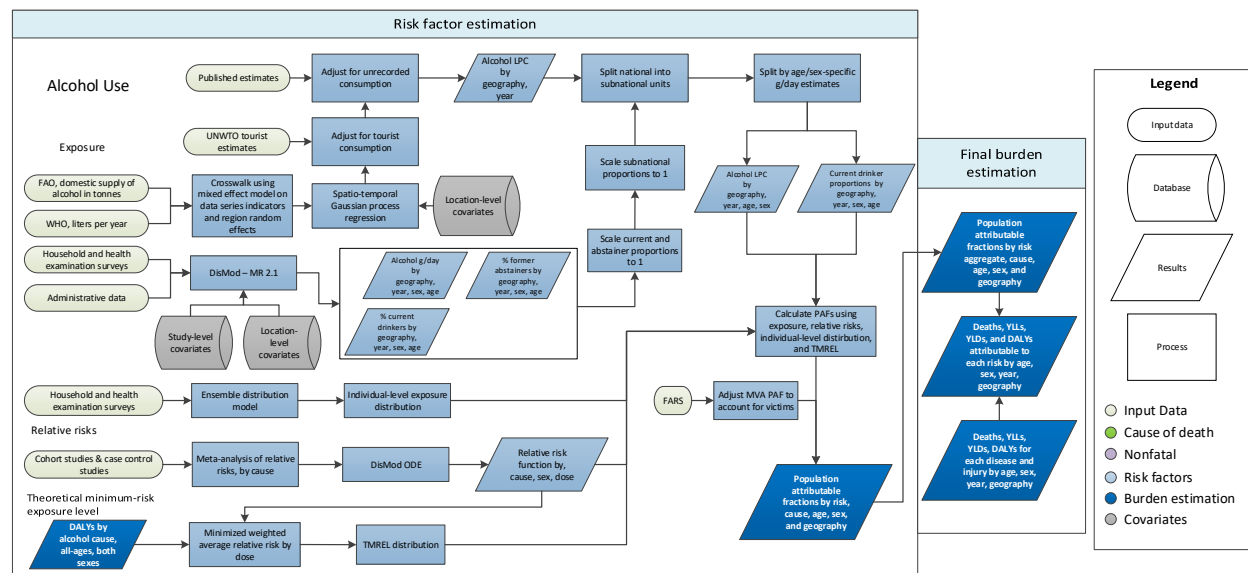 Risk factor estimation
Alcohol Use
Published estimates
Adjust for unrecorded
consumption
Alcohol LPC
by
geography,
year
Split national into
subnational units
Split by age/sex-specific
g/day estimates
UNWTO tourist
estimates
Adjust for tourist
consumption
Exposure
FAO, domestic supply of
alcohol in tonnes
WHO, liters per year
Crosswalk using
mixed effect model on
data series indicators
and region random
effects
Spatio-temporal
Gaussian process
regression
Location-level
covariates
Scale subnational
proportions to 1
Scale current and
abstainer proportions
to 1
Alcohol LPC
by
geography,
year, age, sex
Current drinker
proportions by
geography,
year, sex, age
Household and health
examination surveys
Administrative data
DisMod – MR 2.1
Study-level
covariates
Location-
level
covariates
Alcohol g/day by
geography,
year, sex, age
% former
abstainers by
geography,
year, sex, age
% current
drinkers by
geography,
year, sex, age
Calculate PAFs using
exposure, relative risks,
individual-level distirbution,
and TMREL
Household and health
examination surveys
Ensemble distribution
model
Individual-level exposure
distribution
FARS
Adjust MVA PAF to
account for victims
Relative risks
Cohort studies & case control
studies
Meta-analysis of relative
risks, by cause
DisMod ODE
Relative risk
function by,
cause, sex, dose
Population
attributable
fractions by risk,
cause, age, sex,
and geography
Theoretical minimum-risk
exposure level
DALYs by
alcohol cause,
all-ages, both
sexes
Minimized weighted
average relative risk by
dose
TMREL distribution
Final burden
estimation
Population
attributable
fractions by risk
aggregate, cause,
age, sex, and
geography
Deaths, YLLs,
YLDs, and DALYs
attributable to
each risk by age,
sex, year,
geography
Deaths, YLLs,
YLDs, DALYs for
each disease and
injury by age, sex,
year, geography
Legend
Input data
Database
Results
Process
Input Data
Cause of death
Nonfatal
Risk factors
Burden estimation
Covariates